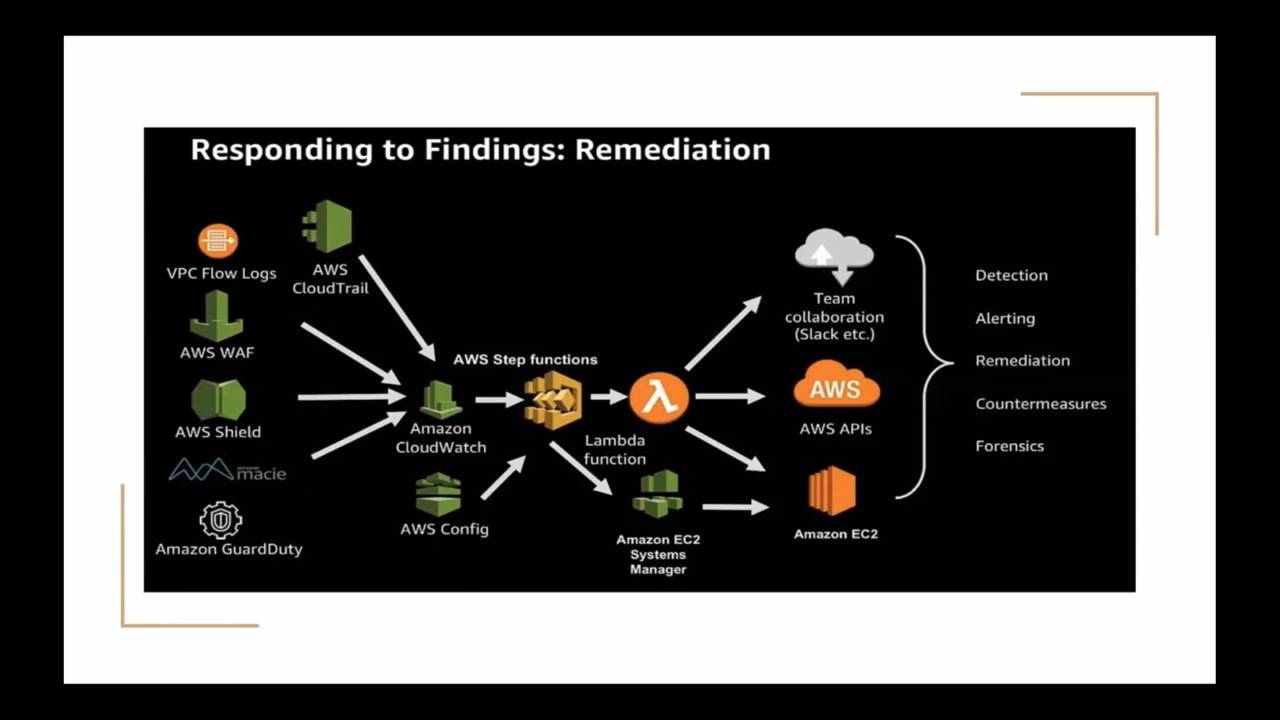 Responding to Findings: Remediation
VPC Flow Logs
AWS
CloudTrail
AWS WAF
AWS Shield
amazon
macie
Amazon GuardDuty
Amazon
CloudWatch
AWS Config
AWS Step functions
Lambda
function
Amazon EC2
Systems
Manager
Team
collaboration
(Slack etc.)
AWS
AWS APIs
Amazon EC2
Detection
Alerting
Remediation
Countermeasures
Forensics